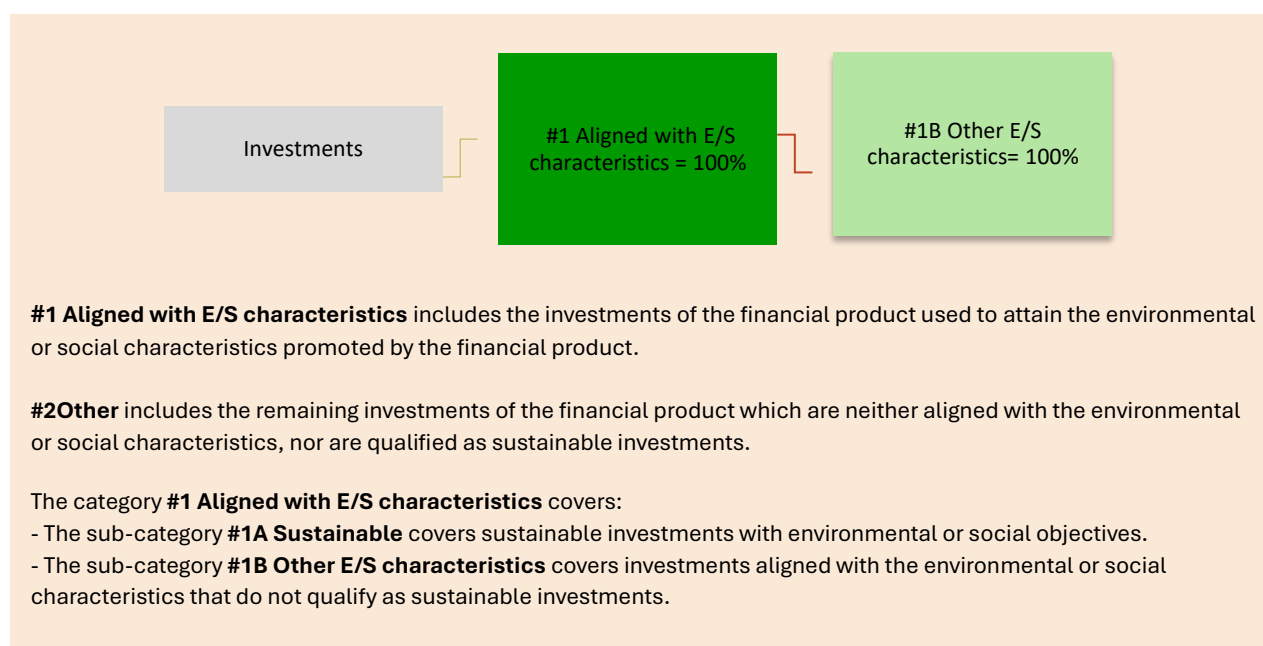 Investments
#1 Aligned with E/S
characteristics = 100%
#1B Other E/S
characteristics= 100%
#1 Aligned with E/S characteristics includes the investments of the financial product used to attain the environmental
or social characteristics promoted by the financial product.
#2Other includes the remaining investments of the financial product which are neither aligned with the environmental
or social characteristics, nor are qualified as sustainable investments.
The category #1 Aligned with E/S characteristics covers:
- The sub-category #1A Sustainable covers sustainable investments with environmental or social objectives.
- The sub-category #1B Other E/S characteristics covers investments aligned with the environmental or social
characteristics that do not qualify as sustainable investments.